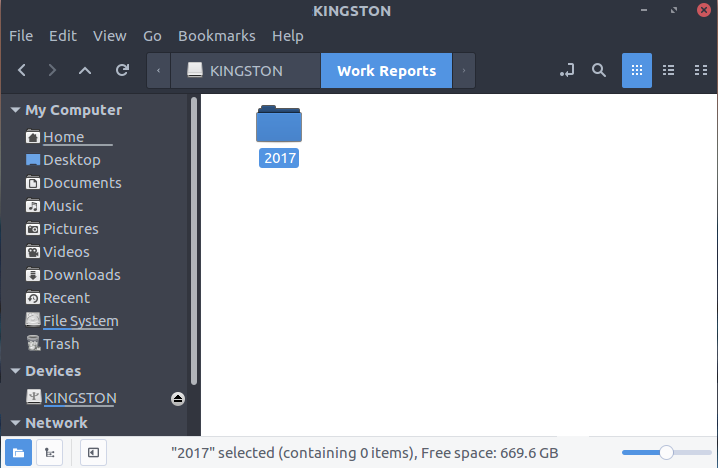 KINGSTON
File Edit View Go Bookmarks Help
KINGSTON Work Reports
My Computer
Home
Desktop
Documents
Music
Pictures
Videos
Downloads
Recent
File System
Trash
Devices
KINGSTON
Network
2017
"2017" selected (containing 0 items), Free space: 669.6 GB